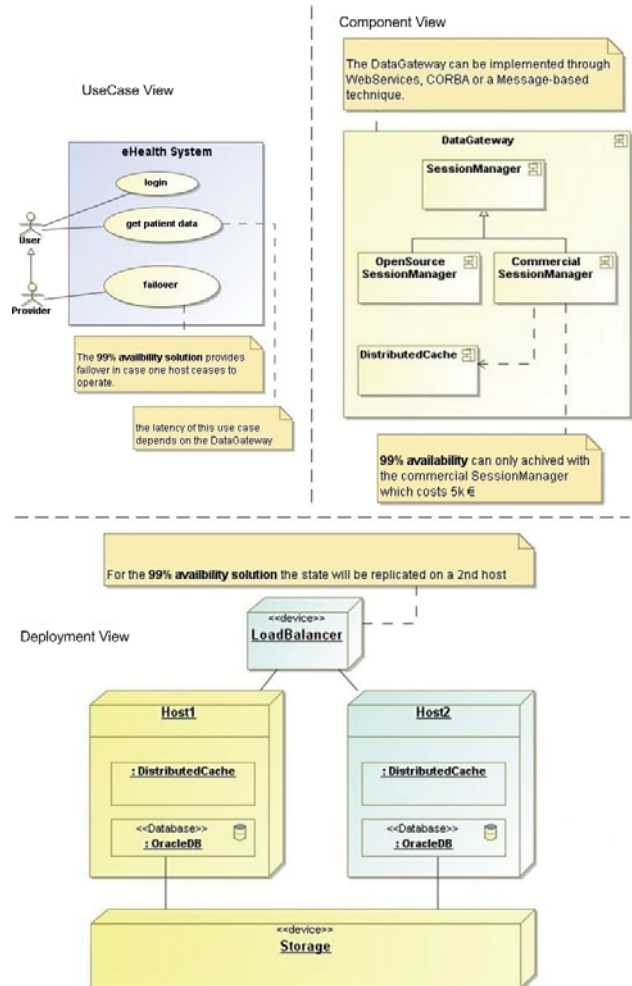 UseCase View
eHealth System
login
get patient data
failover
User
Provider
The 99% availbility solution provides
failover in case one host ceases to
operate.
the latency of this use case
depends on the DataGateway
Component View
The DataGateway can be implemented through
WebServices, CORBA or a Message-based
technique.
DataGateway
SessionManager
OpenSource
SessionManager
Commercial
SessionManager
DistributedCache
99% availability can only achived with
the commercial SessionManager
which costs 5k €
For the 99% availbility solution the state will be replicated on a 2nd host
Deployment View
<<device>>
LoadBalancer
Host1
: DistributedCache
<<Database>>
: OracleDB
Host2
: DistributedCache
<<Database>>
: OracleDB
<<device>>
Storage